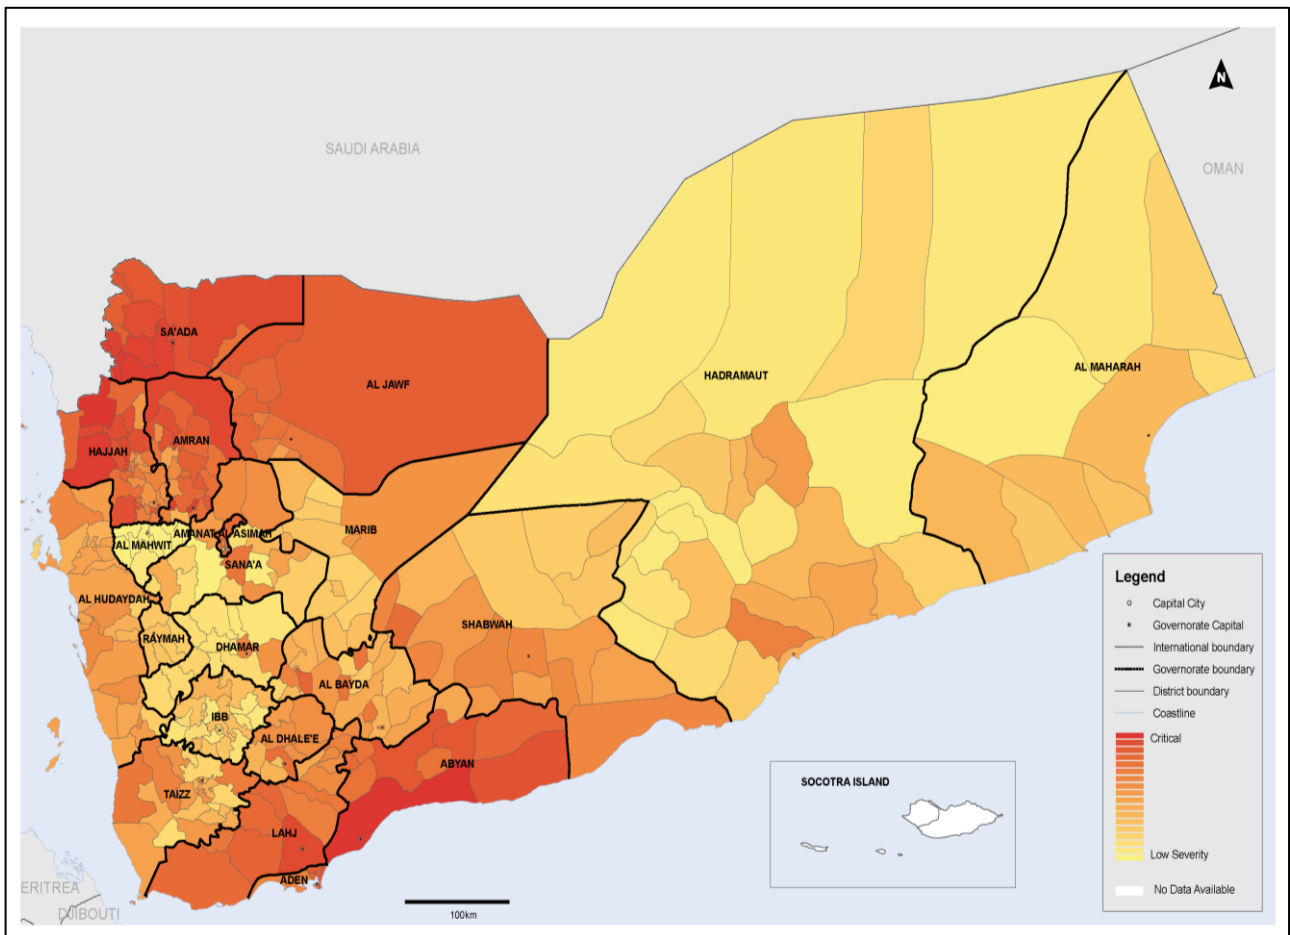 N
SAUDI ARABIA
OMAN
SA'ADA
AL JAWF
HADRAMAUT
AL MAHARAH
HAJJAH
AMRAN
MARIB
AMANAT AL ASIMAH
AL MAHWIT
SANA'A
AL HUDAYDAH
RAYMAH
DHAMAR
SHABWAH
AL BAYDA
IBB
AL DHALE'E
ABYAN
TAIZZ
LAHJ
ADEN
ERITREA
DJIBOUTI
100km
SOCOTRA ISLAND
Legend
Capital City
Governorate Capital
International boundary
Governorate boundary
District boundary
Coastline
Critical
Low Severity
No Data Available